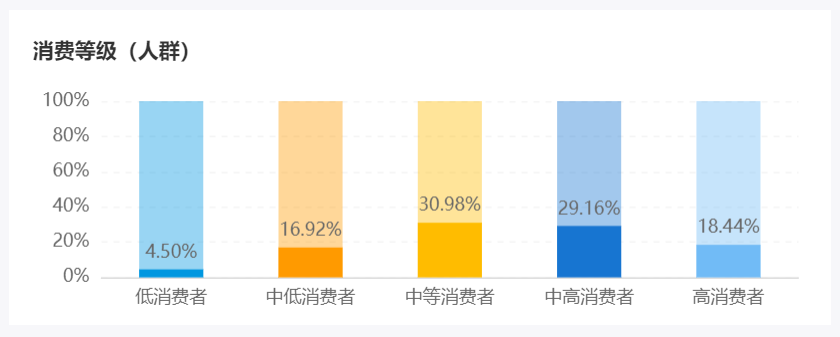 消费等级（人群）
100%
80%
60%
40%
20%
0%
4.50%
16.92%
30.98%
29.16%
18.44%
低消费者
中低消费者
中等消费者
中高消费者
高消费者